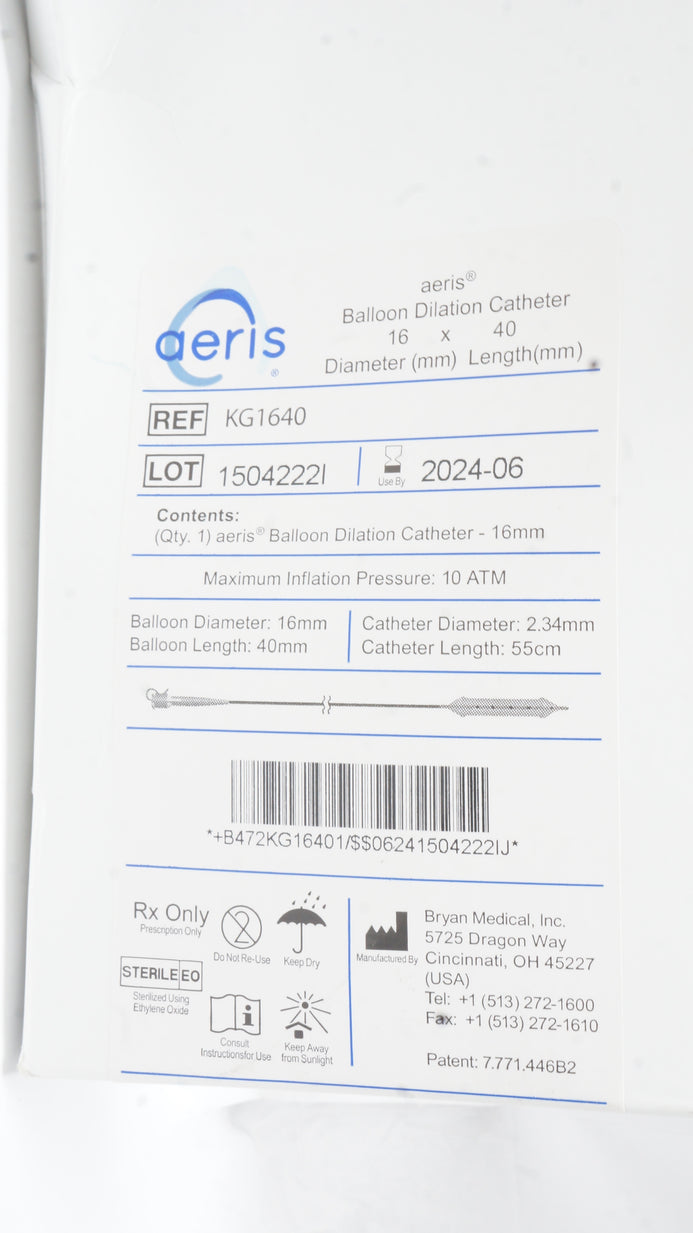 aeris®
aeris®
Balloon Dilation Catheter
16 x 40
Diameter (mm) Length(mm)
REF KG1640
LOT 1504222I
Use By 2024-06
Contents:
(Qty. 1) aeris® Balloon Dilation Catheter - 16mm
Maximum Inflation Pressure: 10 ATM
Balloon Diameter: 16mm
Balloon Length: 40mm
Catheter Diameter: 2.34mm
Catheter Length: 55cm
*+B472KG16401/$$06241504222IJ*
Rx Only
Prescription Only
2
Do Not Re-Use
Keep Dry
STERILE EO
Sterilized Using
Ethylene Oxide
i
Consult
Instructionsfor Use
Keep Away
from Sunlight
Manufactured By
Bryan Medical, Inc.
5725 Dragon Way
Cincinnati, OH 45227
(USA)
Tel: +1 (513) 272-1600
Fax: +1 (513) 272-1610
Patent: 7.771.446B2